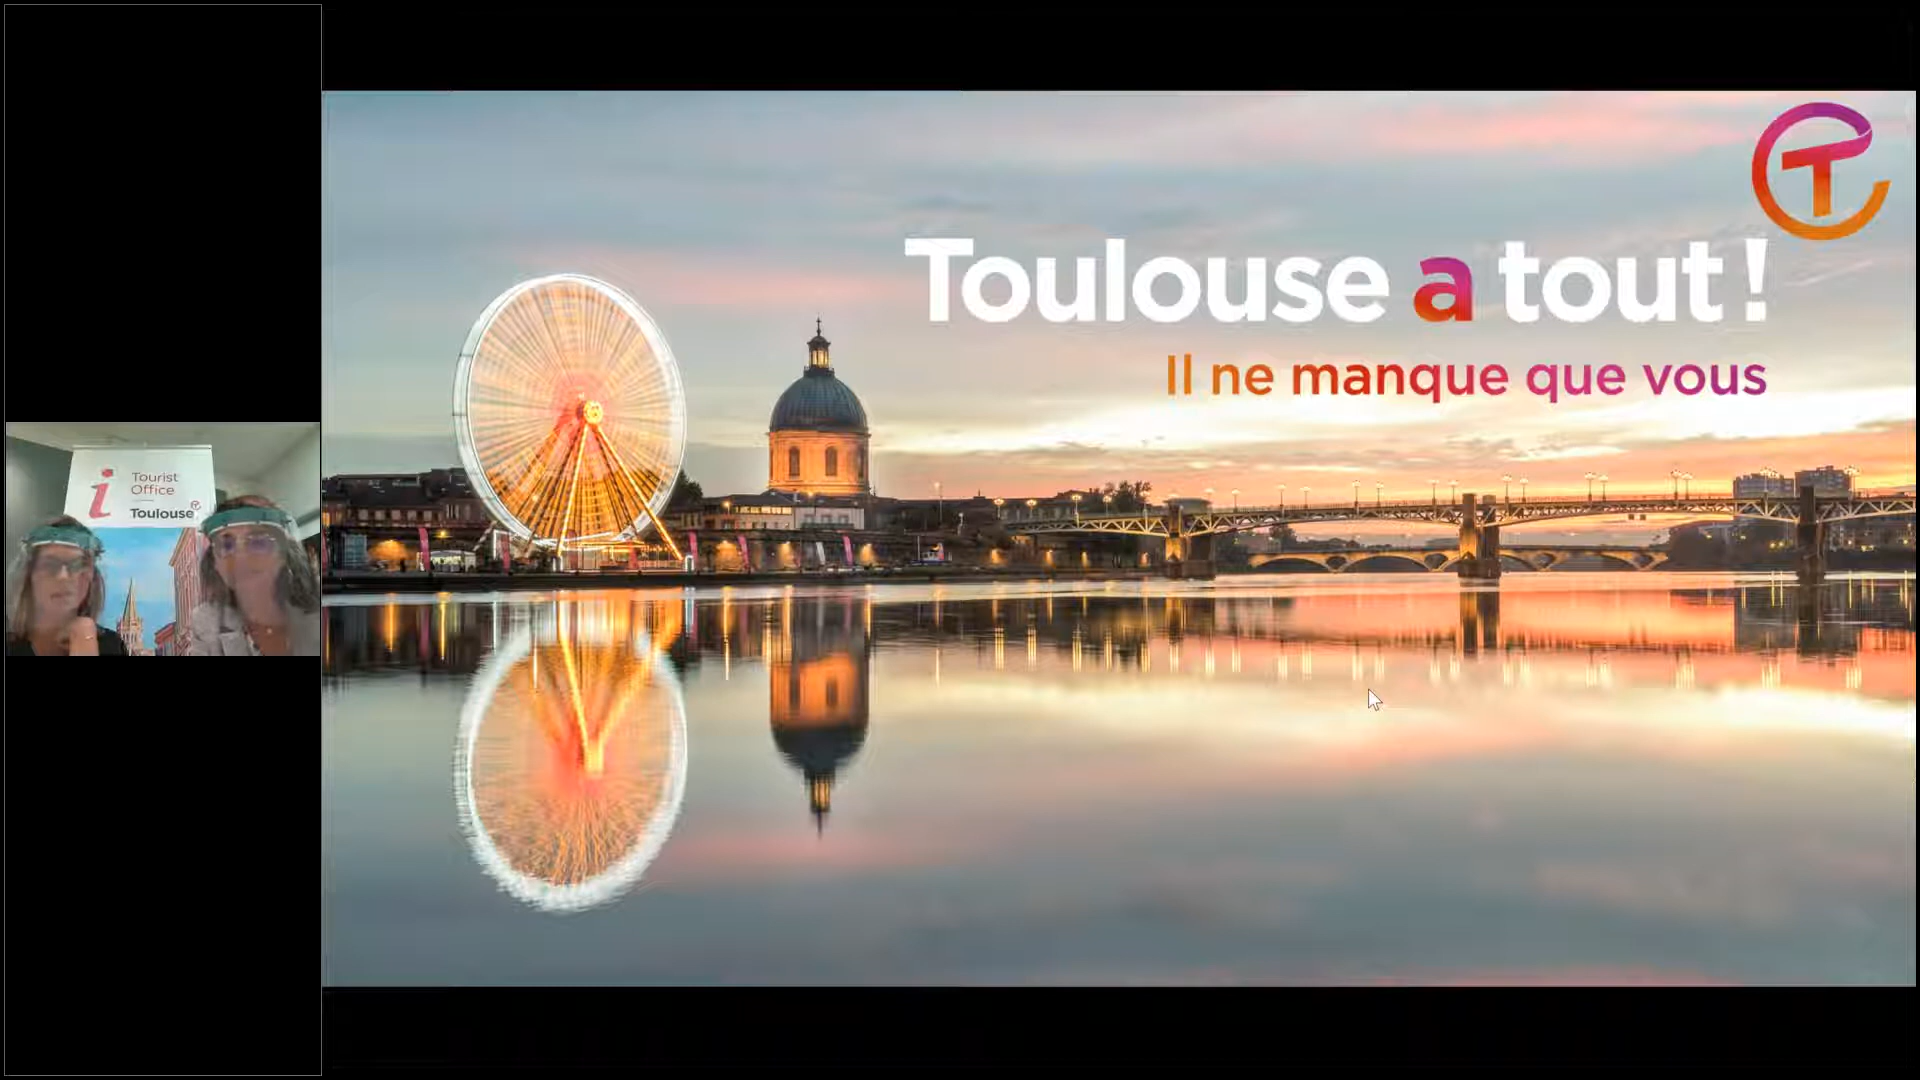 Toulouse a tout !
Il ne manque que vous
T
i
Tourist
Office
Toulouse